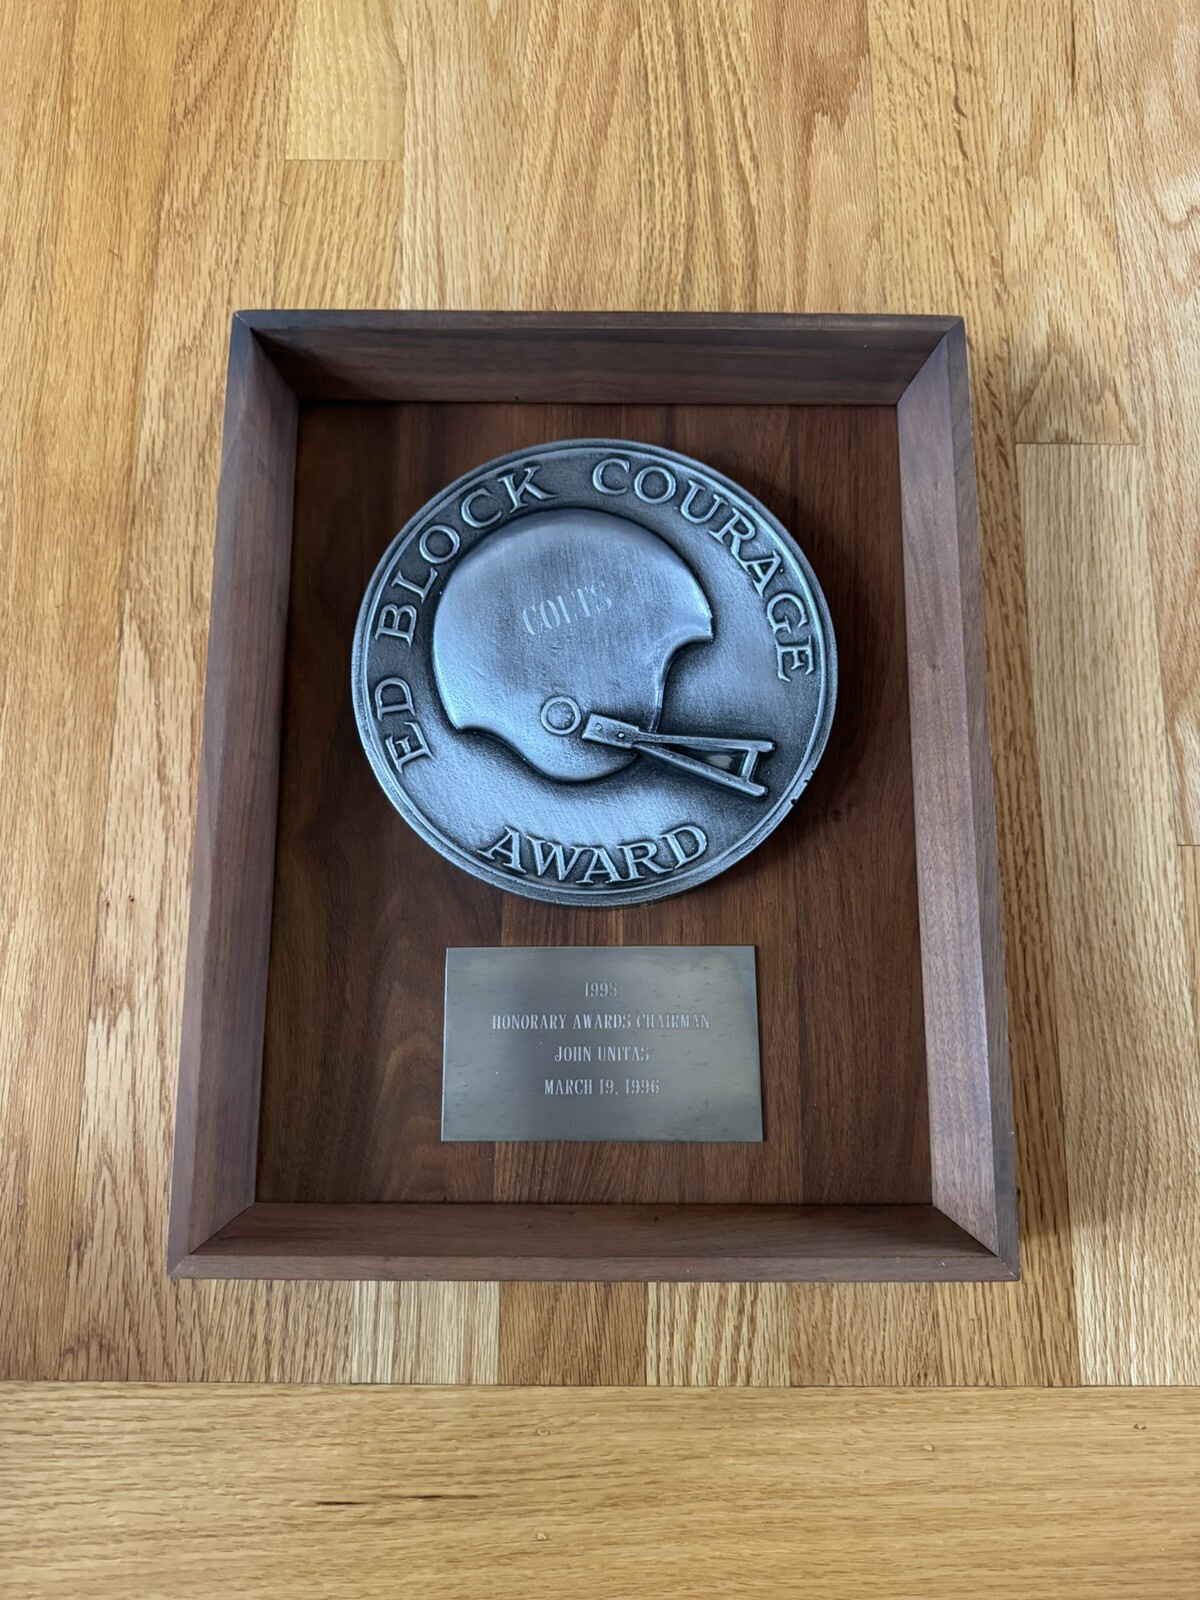 ED BLOCK COURAGE
COLTS
AWARD
1995
HONORARY AWARDS CHAIRMAN
JOHN UNITAS
MARCH 19, 1996